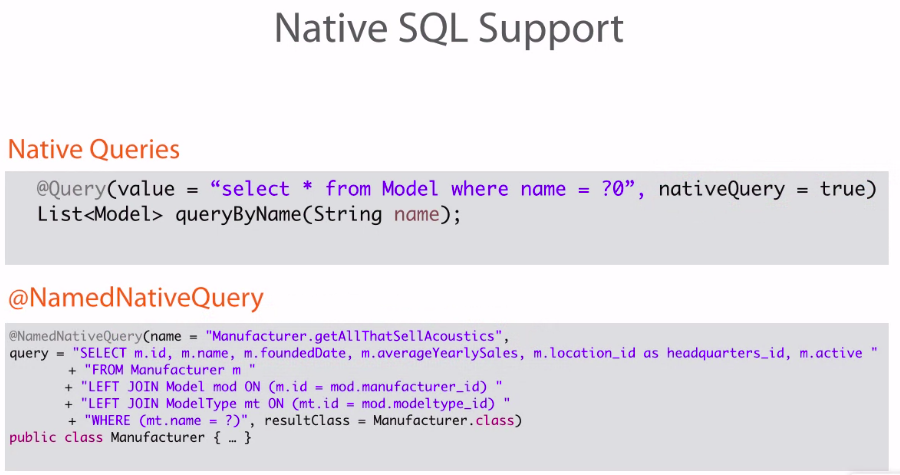 Native SQL Support
Native Queries
@Query(value = “select * from Model where name = ?0”, nativeQuery = true)
List<Model> queryByName(String name);
@NamedNativeQuery
@NamedNativeQuery(name = "Manufacturer.getAllThatSellAcoustics",
query = "SELECT m.id, m.name, m.foundedDate, m.averageYearlySales, m.location_id as headquarters_id, m.active "
+ "FROM Manufacturer m "
+ "LEFT JOIN Model mod ON (m.id = mod.manufacturer_id) "
+ "LEFT JOIN ModelType mt ON (mt.id = mod.modeltype_id) "
+ "WHERE (mt.name = ?)", resultClass = Manufacturer.class)
public class Manufacturer { … }